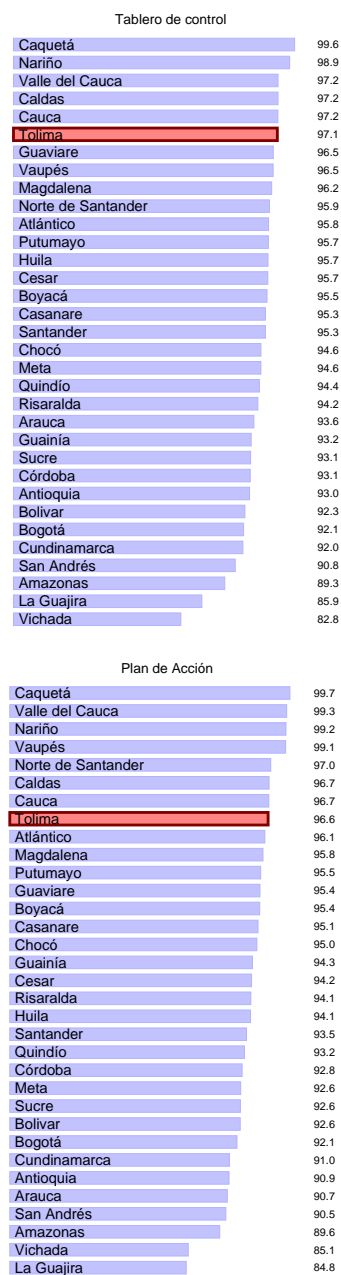 Tablero de control
Caquetá 99.6
Nariño 98.9
Valle del Cauca 97.2
Caldas 97.2
Cauca 97.2
Tolima 97.1
Guaviare 96.5
Vaupés 96.5
Magdalena 96.2
Norte de Santander 95.9
Atlántico 95.8
Putumayo 95.7
Huila 95.7
Cesar 95.7
Boyacá 95.5
Casanare 95.3
Santander 95.3
Chocó 94.6
Meta 94.6
Quindío 94.4
Risaralda 94.2
Arauca 93.6
Guainía 93.2
Sucre 93.1
Córdoba 93.1
Antioquia 93.0
Bolivar 92.3
Bogotá 92.1
Cundinamarca 92.0
San Andrés 90.8
Amazonas 89.3
La Guajira 85.9
Vichada 82.8
Plan de Acción
Caquetá 99.7
Valle del Cauca 99.3
Nariño 99.2
Vaupés 99.1
Norte de Santander 97.0
Caldas 96.7
Cauca 96.7
Tolima 96.6
Atlántico 96.1
Magdalena 95.8
Putumayo 95.5
Guaviare 95.4
Boyacá 95.4
Casanare 95.1
Chocó 95.0
Guainía 94.3
Cesar 94.2
Risaralda 94.1
Huila 94.1
Santander 93.5
Quindío 93.2
Córdoba 92.8
Meta 92.6
Sucre 92.6
Bolivar 92.6
Bogotá 92.1
Cundinamarca 91.0
Antioquia 90.9
Arauca 90.7
San Andrés 90.5
Amazonas 89.6
Vichada 85.1
La Guajira 84.8